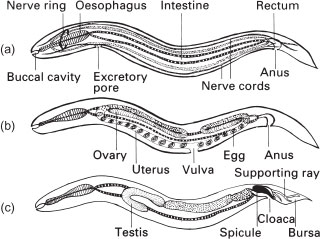 Nerve ring Oesophagus Intestine Rectum
(a)
Buccal cavity Excretory pore Nerve cords Anus
(b)
Ovary Uterus Vulva Egg Anus
Supporting ray
(c)
Testis Spicule Cloaca Bursa